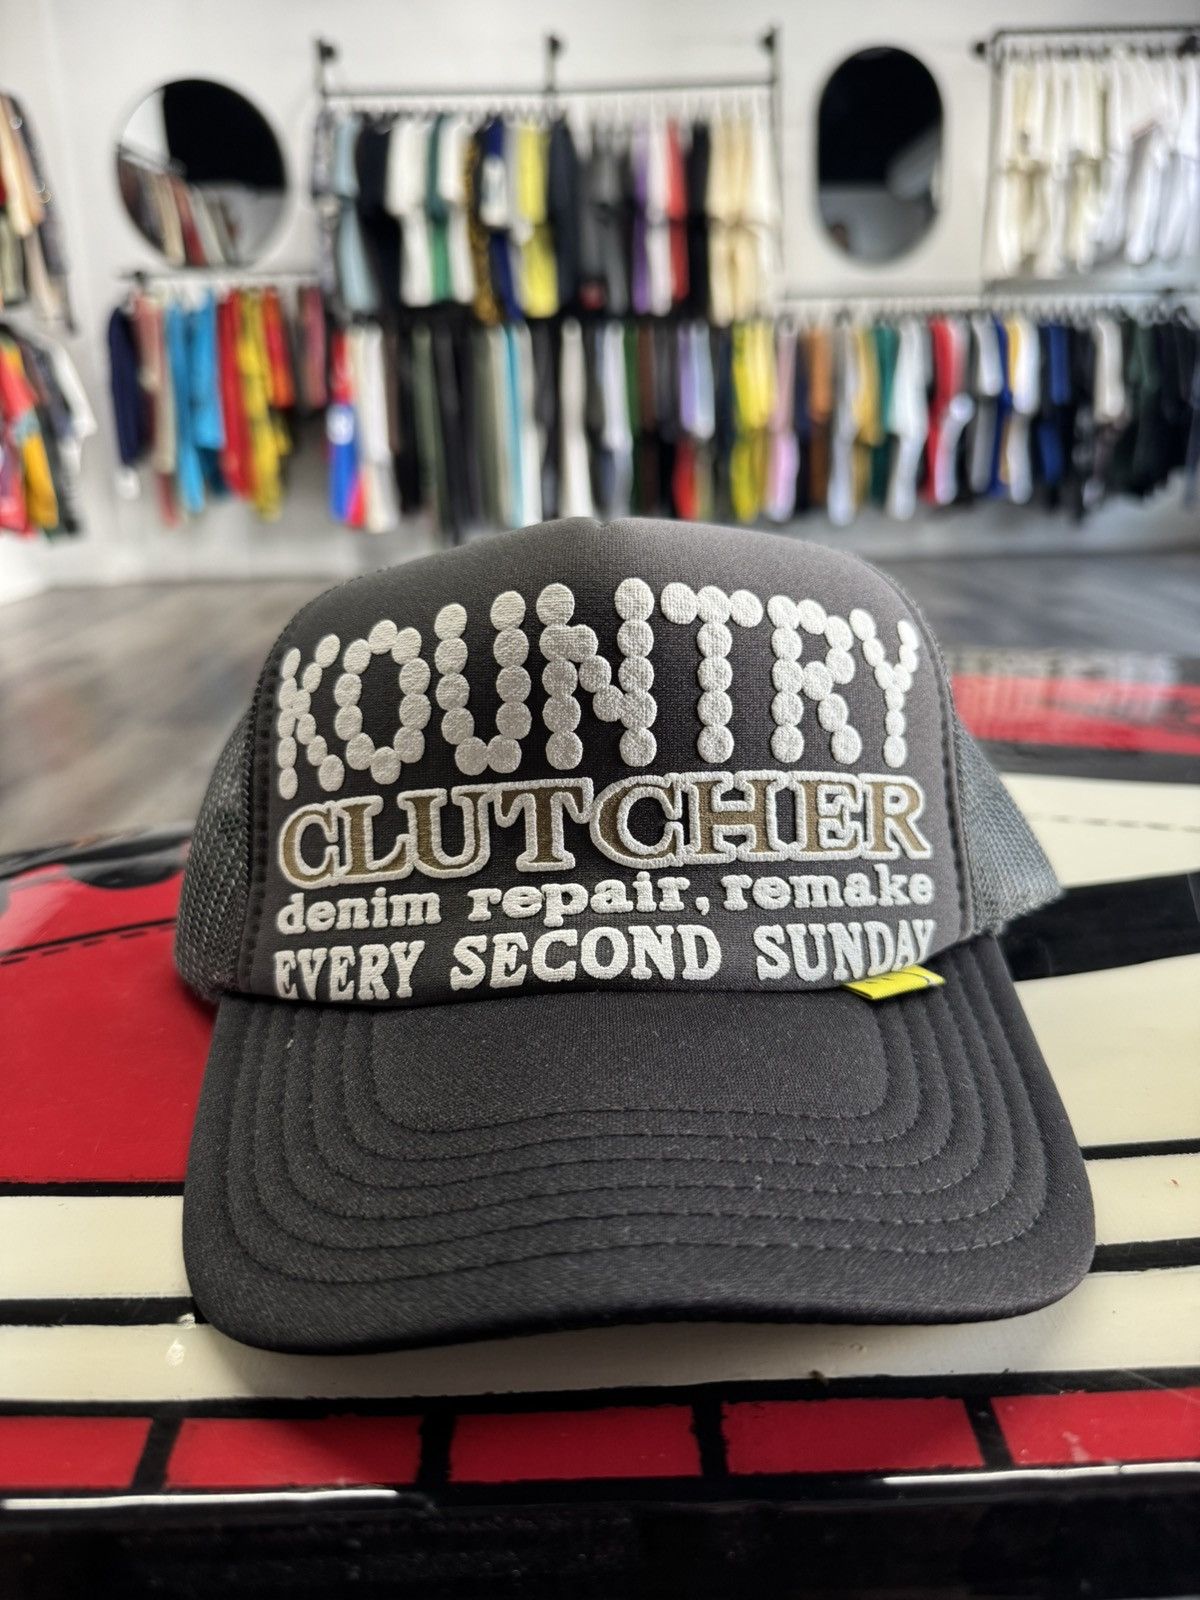 KOUNTRY
CLUTCHER
denim repair, remake
EVERY SECOND SUNDAY